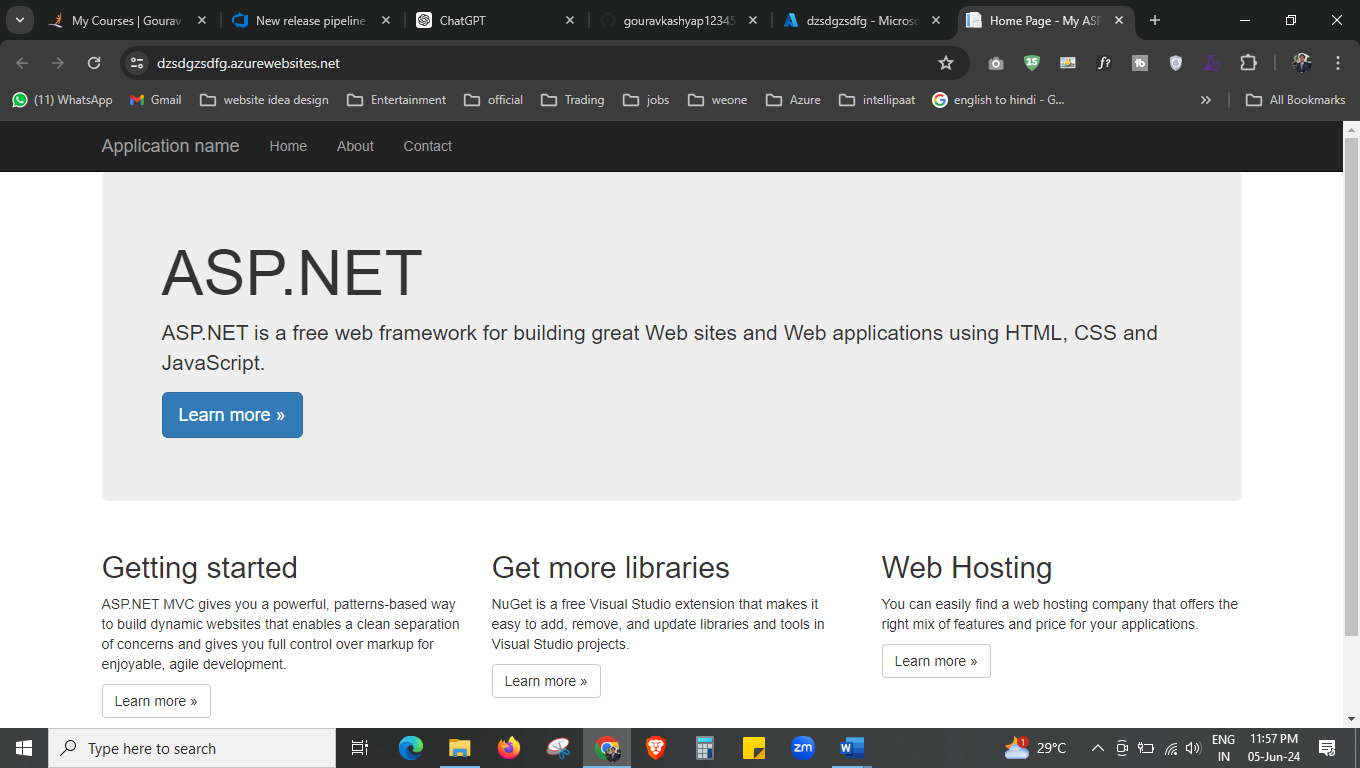 My Courses | Gourav
New release pipeline
ChatGPT
gouravkashyap12345
dzsdgzsdfg - Microso
Home Page - My ASP
dzsdgzsdfg.azurewebsites.net
15
f?
(11) WhatsApp
Gmail
website idea design
Entertainment
official
Trading
jobs
weone
Azure
intellipaat
english to hindi - G...
All Bookmarks
Application name
Home
About
Contact
ASP.NET
ASP.NET is a free web framework for building great Web sites and Web applications using HTML, CSS and
JavaScript.
Learn more »
Getting started
ASP.NET MVC gives you a powerful, patterns-based way
to build dynamic websites that enables a clean separation
of concerns and gives you full control over markup for
enjoyable, agile development.
Learn more »
Get more libraries
NuGet is a free Visual Studio extension that makes it
easy to add, remove, and update libraries and tools in
Visual Studio projects.
Learn more »
Web Hosting
You can easily find a web hosting company that offers the
right mix of features and price for your applications.
Learn more »
Type here to search
zm
W
1
29°C
ENG
IN
11:57 PM
05-Jun-24